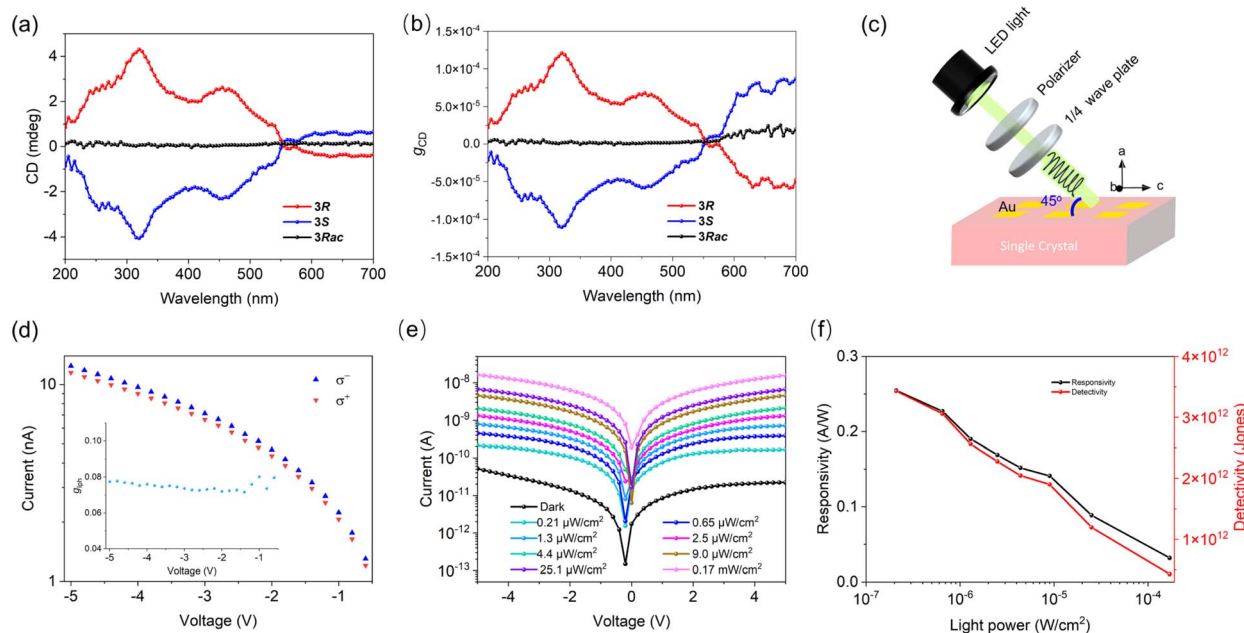 (a)
4
2
0
-2
-4
CD (mdeg)
3R
3S
3Rac
200
300
400
500
600
700
Wavelength (nm)
(b)
1.5×10⁻⁴
1.0×10⁻⁴
5.0×10⁻⁵
0.0
-5.0×10⁻⁵
-1.0×10⁻⁴
-1.5×10⁻⁴
gCD
3R
3S
3Rac
200
300
400
500
600
700
Wavelength (nm)
(c)
LED light
Polarizer
1/4 wave plate
a
b
c
45º
Au
Single Crystal
(d)
10
1
Current (nA)
σ⁻
σ⁺
0.10
0.08
0.06
0.04
gIph
-5
-4
-3
-2
-1
Voltage (V)
-5
-4
-3
-2
-1
Voltage (V)
(e)
10⁻⁸
10⁻⁹
10⁻¹⁰
10⁻¹¹
10⁻¹²
10⁻¹³
Current (A)
Dark
0.21 μW/cm²
0.65 μW/cm²
1.3 μW/cm²
2.5 μW/cm²
4.4 μW/cm²
9.0 μW/cm²
25.1 μW/cm²
0.17 mW/cm²
-4
-2
0
2
4
Voltage (V)
(f)
0.3
0.2
0.1
0.0
Responsivity (A/W)
Responsivity
Detectivity
4×10¹²
3×10¹²
2×10¹²
1×10¹²
Detectivity (Jones)
10⁻⁷
10⁻⁶
10⁻⁵
10⁻⁴
Light power (W/cm²)